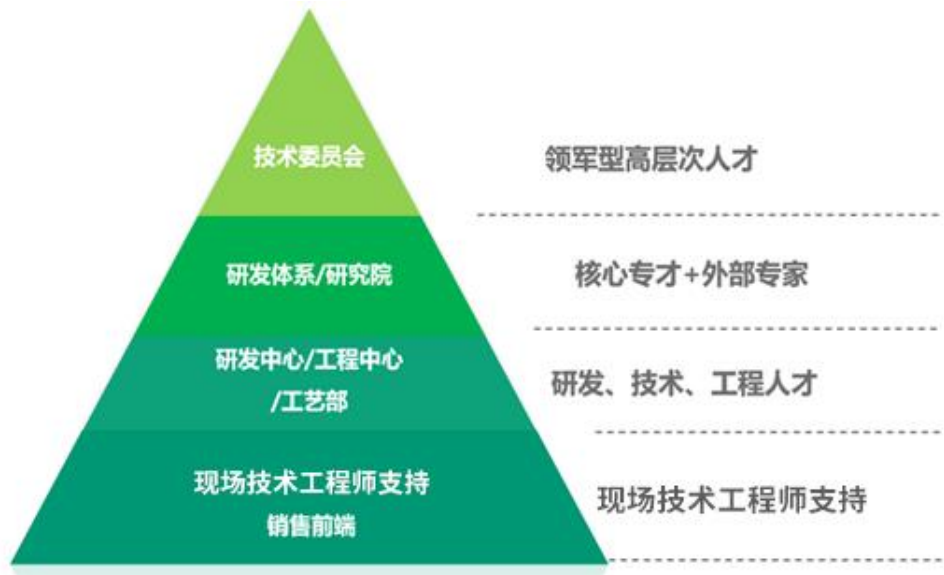 技术委员会
领军型高层次人才
研发体系/研究院
核心专才+外部专家
研发中心/工程中心
/工艺部
研发、技术、工程人才
现场技术工程师支持
销售前端
现场技术工程师支持